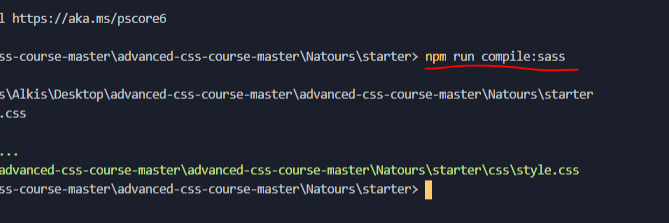 l https://aka.ms/pscore6
ss-course-master\advanced-css-course-master\Natours\starter> npm run compile:sass
s\Alkis\Desktop\advanced-css-course-master\advanced-css-course-master\Natours\starter
.css
...
advanced-css-course-master\advanced-css-course-master\Natours\starter\css\style.css
ss-course-master\advanced-css-course-master\Natours\starter>